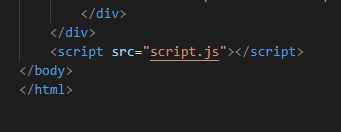 </div>
</div>
<script src="script.js"></script>
</body>
</html>